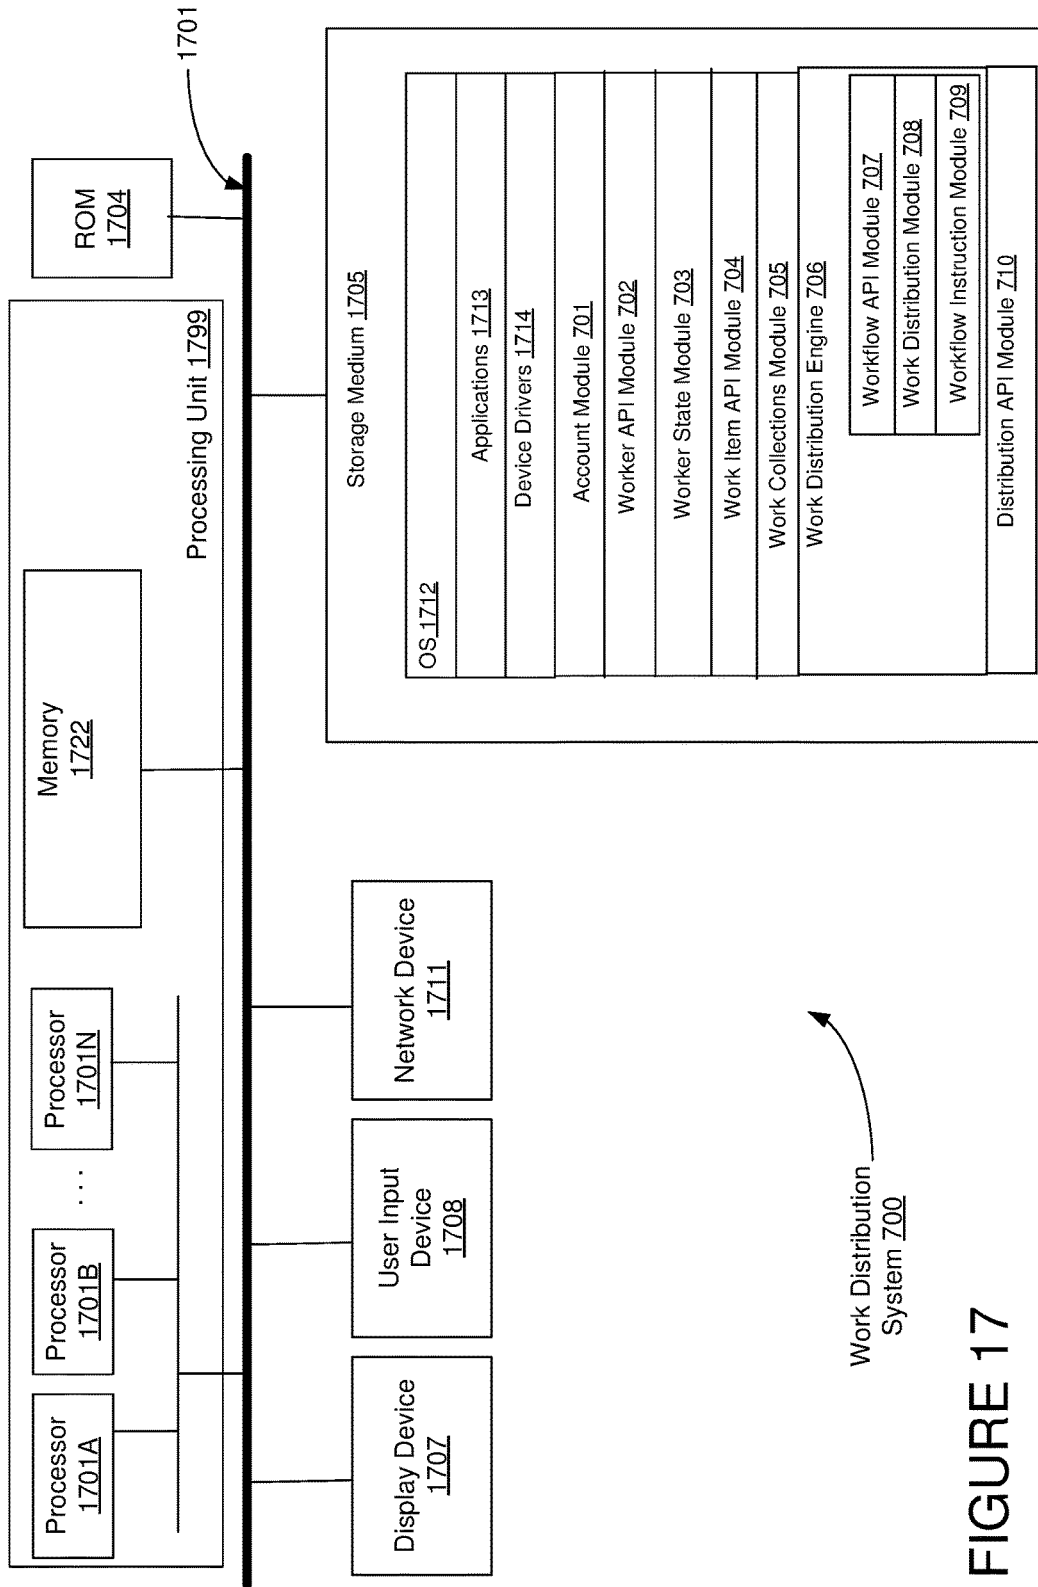 Processor
1701A
Processor
1701B
. . .
Processor
1701N
Memory
1722
Processing Unit 1799
ROM
1704
1701
Display Device
1707
User Input
Device
1708
Network Device
1711
Storage Medium 1705
OS 1712
Applications 1713
Device Drivers 1714
Account Module 701
Worker API Module 702
Worker State Module 703
Work Item API Module 704
Work Collections Module 705
Work Distribution Engine 706
Workflow API Module 707
Work Distribution Module 708
Workflow Instruction Module 709
Distribution API Module 710
Work Distribution
System 700
FIGURE 17